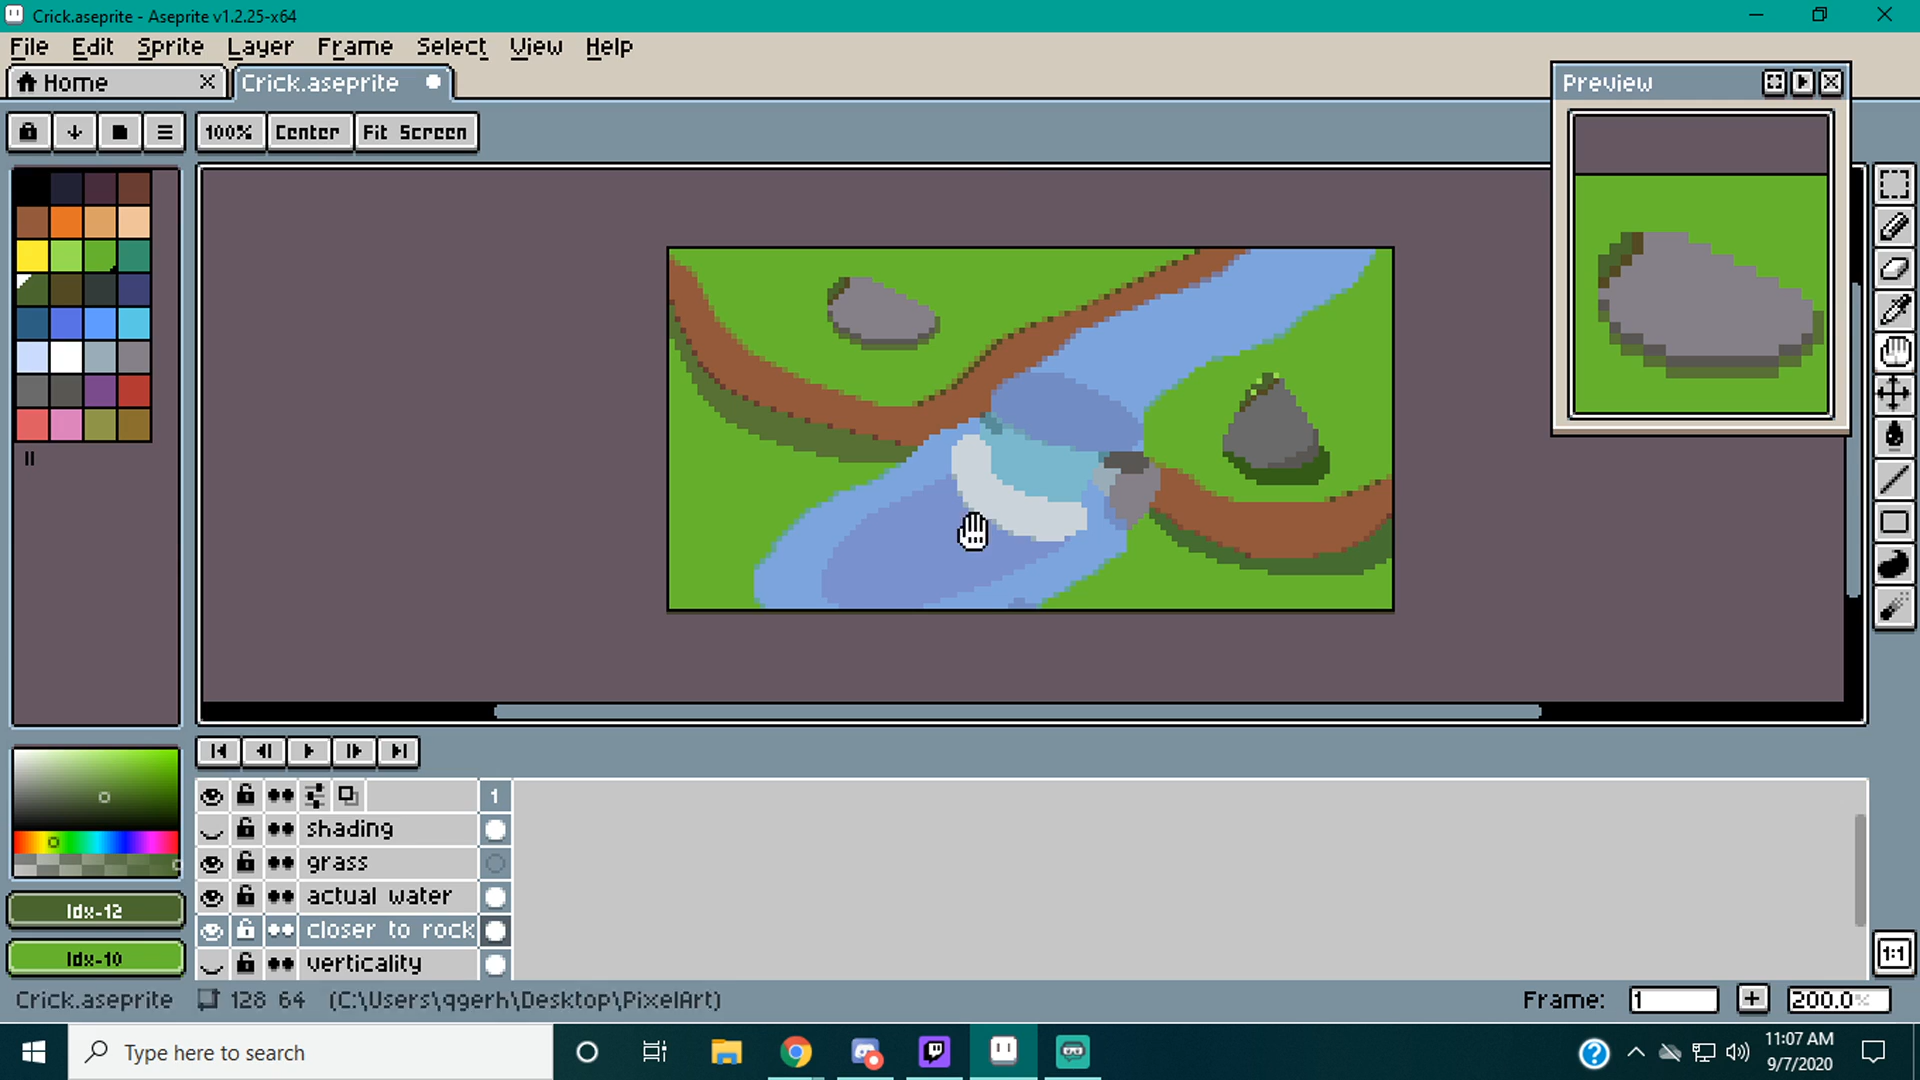 Crick.aseprite - Aseprite v1.2.25-x64
File Edit Sprite Layer Frame Select View Help
Home Crick.aseprite
Preview
100% Center Fit Screen
1
shading
grass
actual water
closer to rock
verticality
Idx-12
Idx-10
1:1
Crick.aseprite 128 64 (C:\Users\qgerh\Desktop\PixelArt) Frame: 1 + 200.0%
Type here to search
11:07 AM
9/7/2020